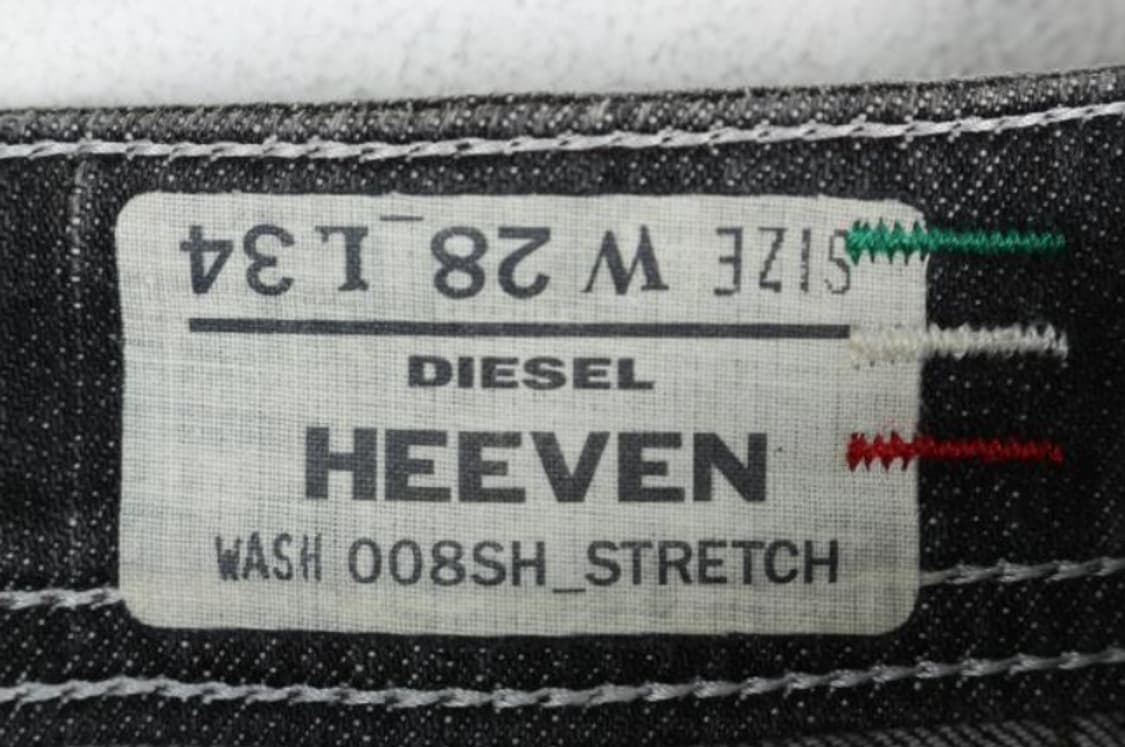 SIZE W 28_L34
DIESEL
HEEVEN
WASH 008SH_STRETCH